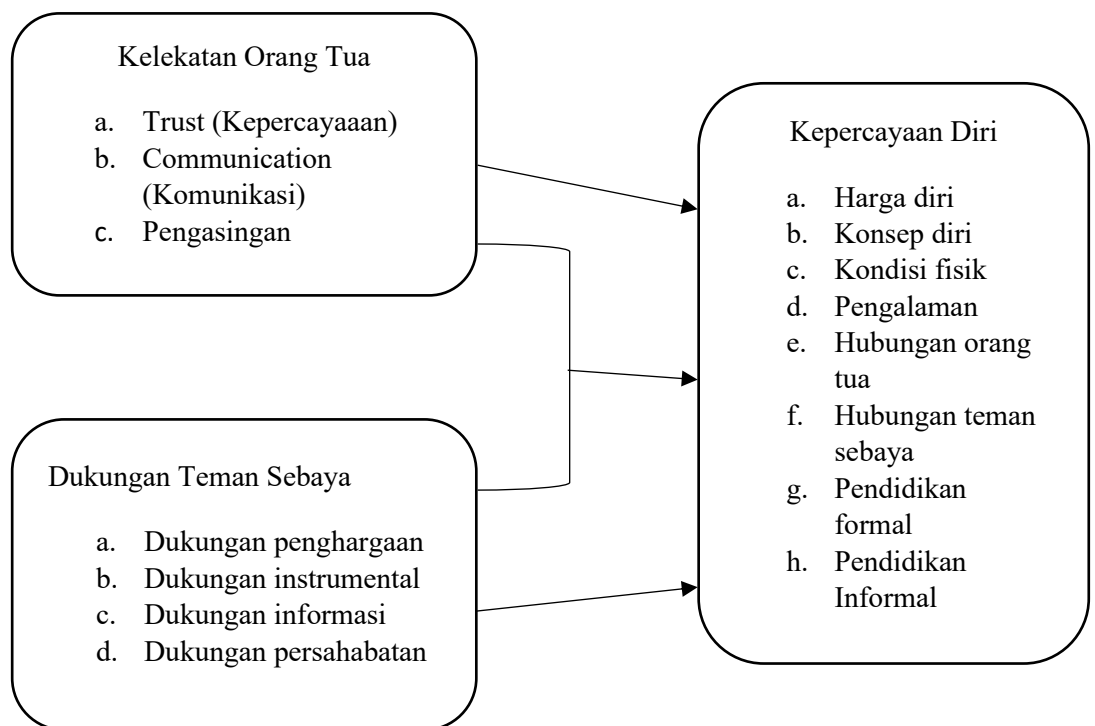 Kelekatan Orang Tua
a. Trust (Kepercayaaan)
b. Communication
(Komunikasi)
c. Pengasingan
Dukungan Teman Sebaya
a. Dukungan penghargaan
b. Dukungan instrumental
c. Dukungan informasi
d. Dukungan persahabatan
Kepercayaan Diri
a. Harga diri
b. Konsep diri
c. Kondisi fisik
d. Pengalaman
e. Hubungan orang
tua
f. Hubungan teman
sebaya
g. Pendidikan
formal
h. Pendidikan
Informal